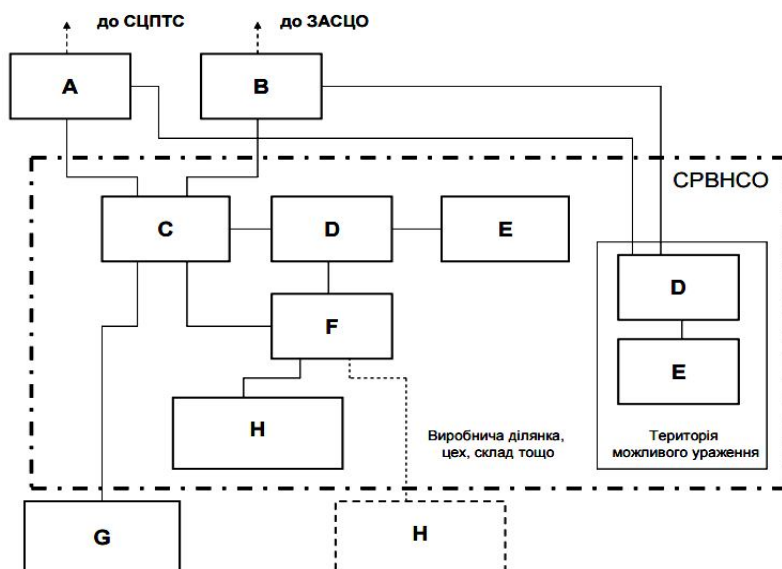 до СЦПТС
до ЗАСЦО
A
B
СРВНСО
C
D
E
D
F
E
H
Виробнича ділянка,
цех, склад тощо
Територія
можливого ураження
G
H